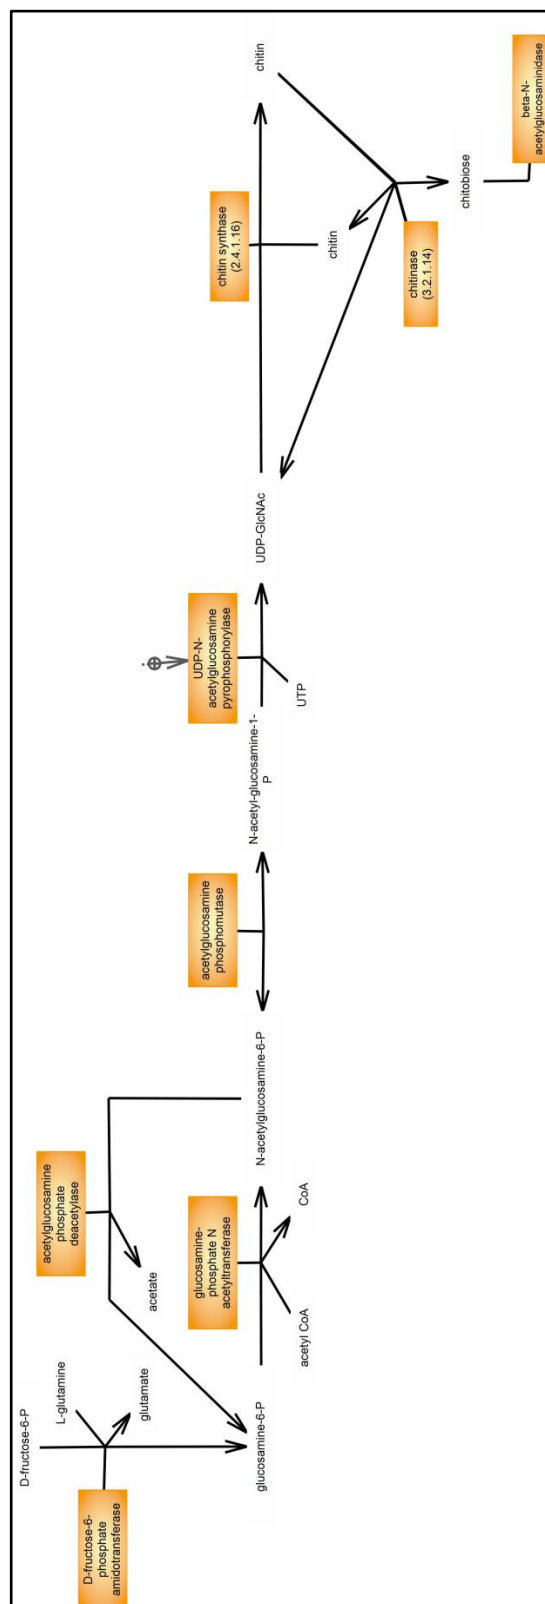 D-fructose-6-P
L-glutamine
glutamate
D-fructose-6-
phosphate
amidotransferase
glucosamine-6-P
acetylglucosamine
phosphate
deacetylase
acetate
glucosamine-
phosphate N
acetyltransferase
acetyl CoA
CoA
N-acetylglucosamine-6-P
acetylglucosamine
phosphomutase
N-acetyl-glucosamine-1-
P
UDP-N-
acetylglucosamine
pyrophosphorylase
UTP
UDP-GlcNAc
chitin synthase
(2.4.1.16)
chitin
chitin
chitinase
(3.2.1.14)
chitobiose
beta-N-
acetylglucosaminidase